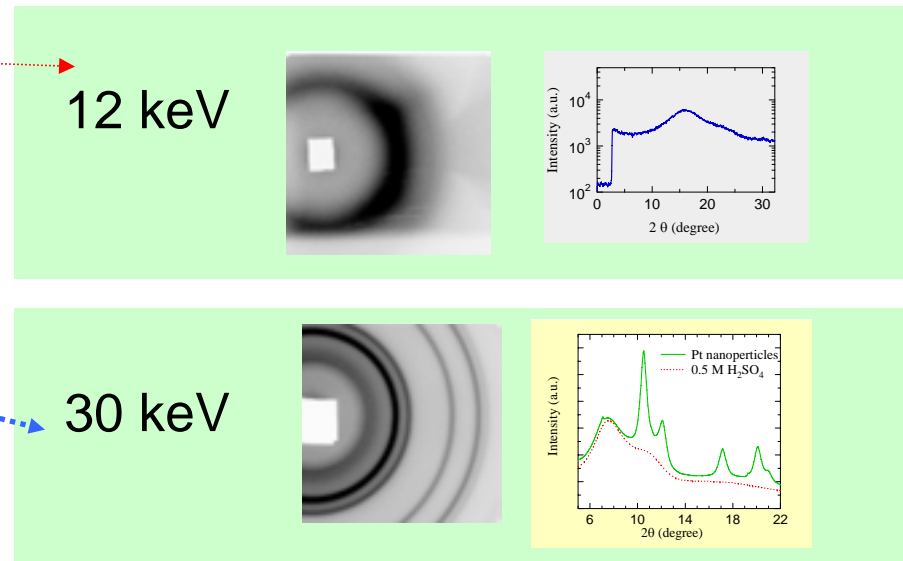 12 keV
Intensity (a.u.)
10⁴
10³
10²
0 10 20 30
2 θ (degree)
30 keV
Intensity (a.u.)
Pt nanoperticles
0.5 M H₂SO₄
6 10 14 18 22
2θ (degree)